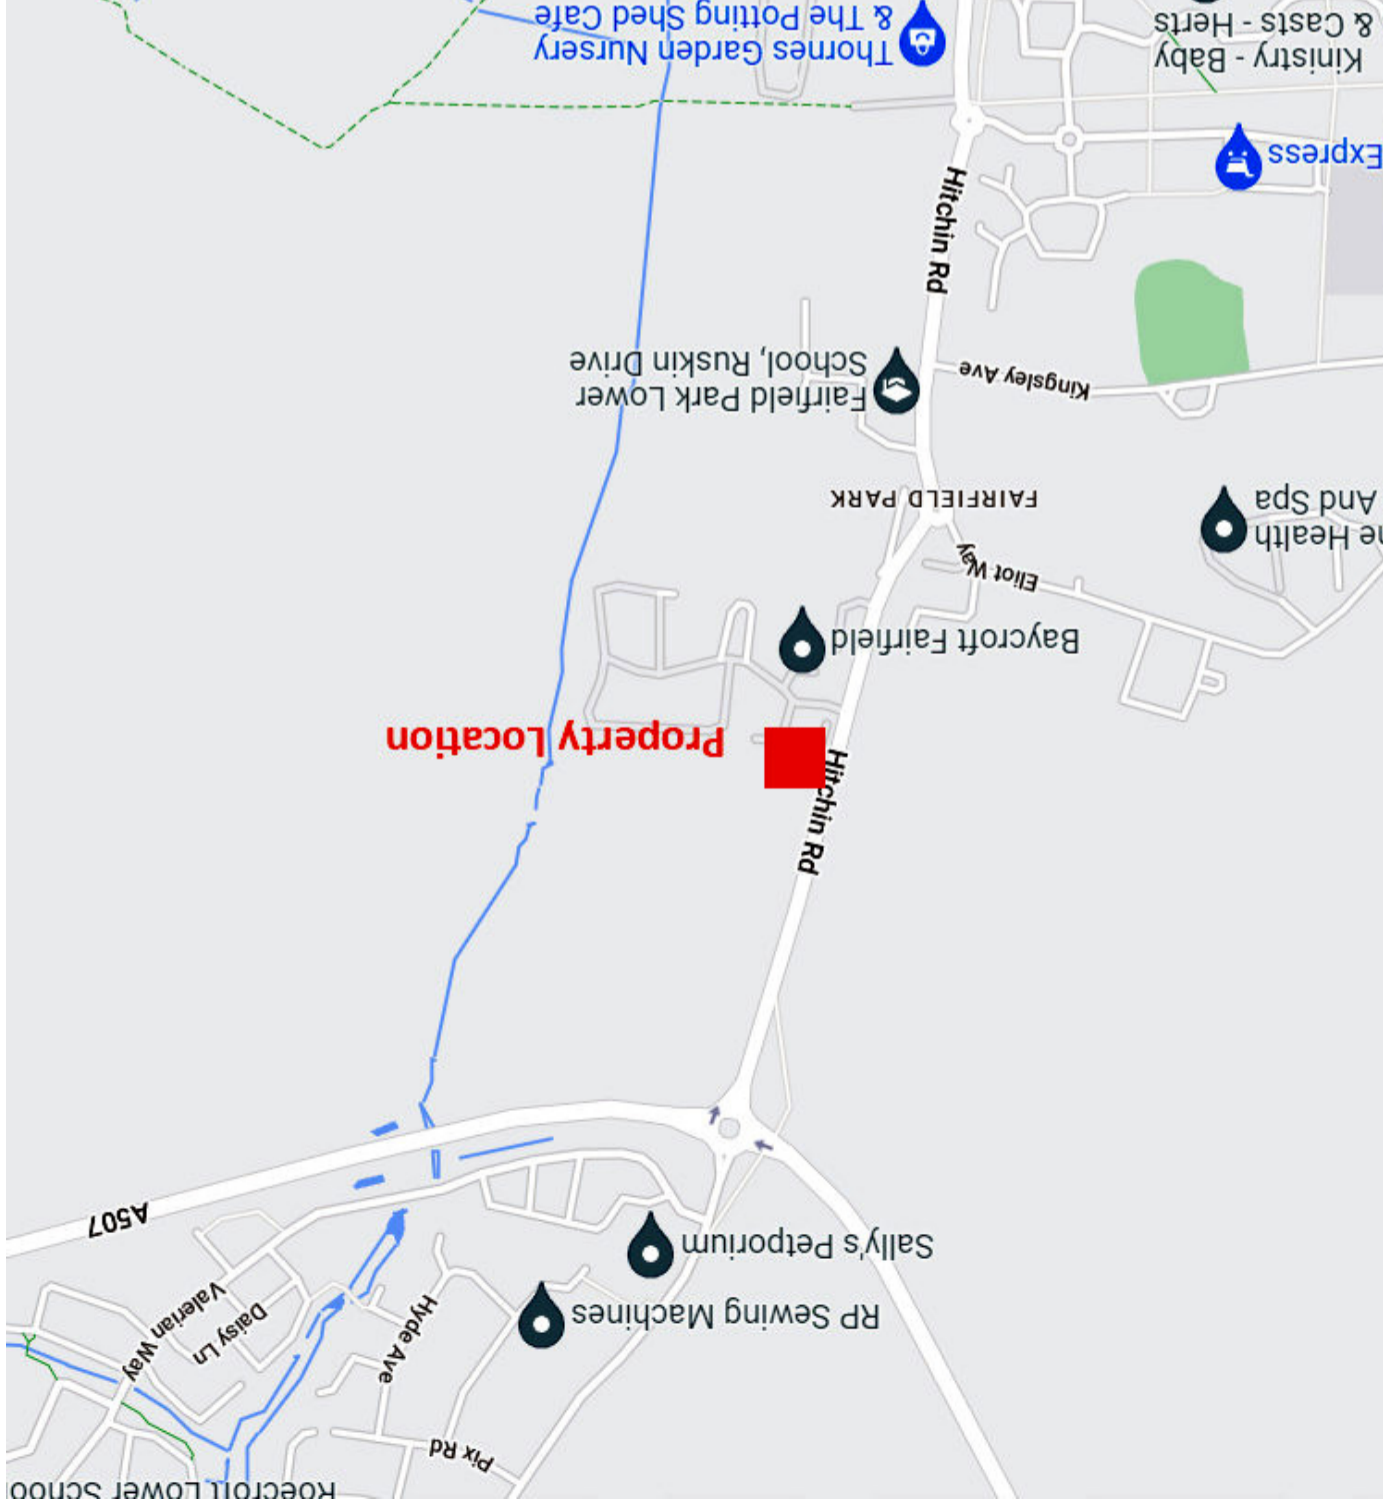 Roecroft Lower School
Pix Rd
Hyde Ave
Daisy Ln
Valerian Way
RP Sewing Machines
Sally's Petporium
A507
Hitchin Rd
Property Location
Baycroft Fairfield
Eliot Way
FAIRFIELD PARK
ne Health
And Spa
Fairfield Park Lower
School, Ruskin Drive
Kingsley Ave
Hitchin Rd
Express
Kinistry - Baby
& Casts - Herts
Thornes Garden Nursery
& The Potting Shed Cafe